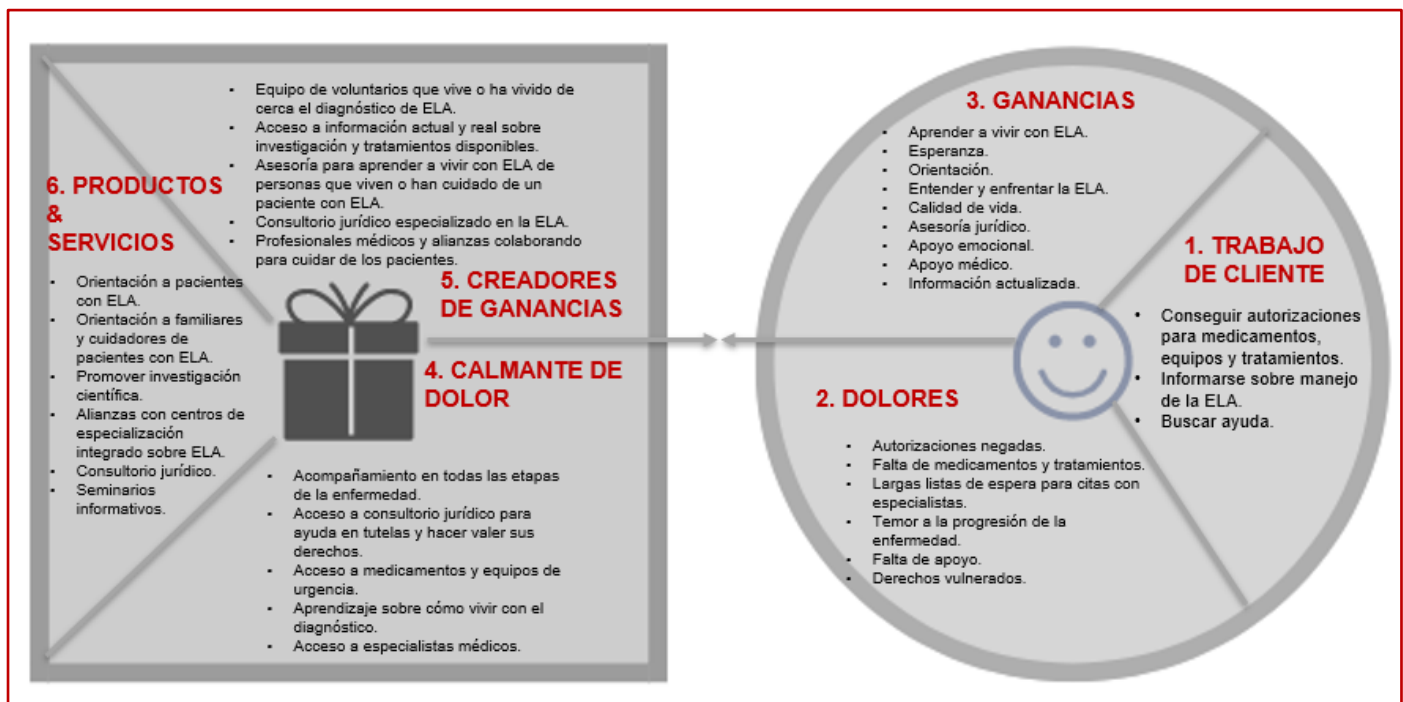 • Equipo de voluntarios que vive o ha vivido de
cerca el diagnóstico de ELA.
• Acceso a información actual y real sobre
investigación y tratamientos disponibles.
• Asesoría para aprender a vivir con ELA de
personas que viven o han cuidado de un
paciente con ELA.
• Consultorio jurídico especializado en la ELA.
• Profesionales médicos y alianzas colaborando
para cuidar de los pacientes.
6. PRODUCTOS
&
SERVICIOS
• Orientación a pacientes
con ELA.
• Orientación a familiares
y cuidadores de
pacientes con ELA.
• Promover investigación
científica.
• Alianzas con centros de
especialización
integrado sobre ELA.
• Consultorio jurídico.
• Seminarios
informativos.
5. CREADORES
DE GANANCIAS
4. CALMANTE DE
DOLOR
• Acompañamiento en todas las etapas
de la enfermedad.
• Acceso a consultorio jurídico para
ayuda en tutelas y hacer valer sus
derechos.
• Acceso a medicamentos y equipos de
urgencia.
• Aprendizaje sobre cómo vivir con el
diagnóstico.
• Acceso a especialistas médicos.
3. GANANCIAS
• Aprender a vivir con ELA.
• Esperanza.
• Orientación.
• Entender y enfrentar la ELA.
• Calidad de vida.
• Asesoría jurídico.
• Apoyo emocional.
• Apoyo médico.
• Información actualizada.
1. TRABAJO
DE CLIENTE
• Conseguir autorizaciones
para medicamentos,
equipos y tratamientos.
• Informarse sobre manejo
de la ELA.
• Buscar ayuda.
2. DOLORES
• Autorizaciones negadas.
• Falta de medicamentos y tratamientos.
• Largas listas de espera para citas con
especialistas.
• Temor a la progresión de la
enfermedad.
• Falta de apoyo.
• Derechos vulnerados.